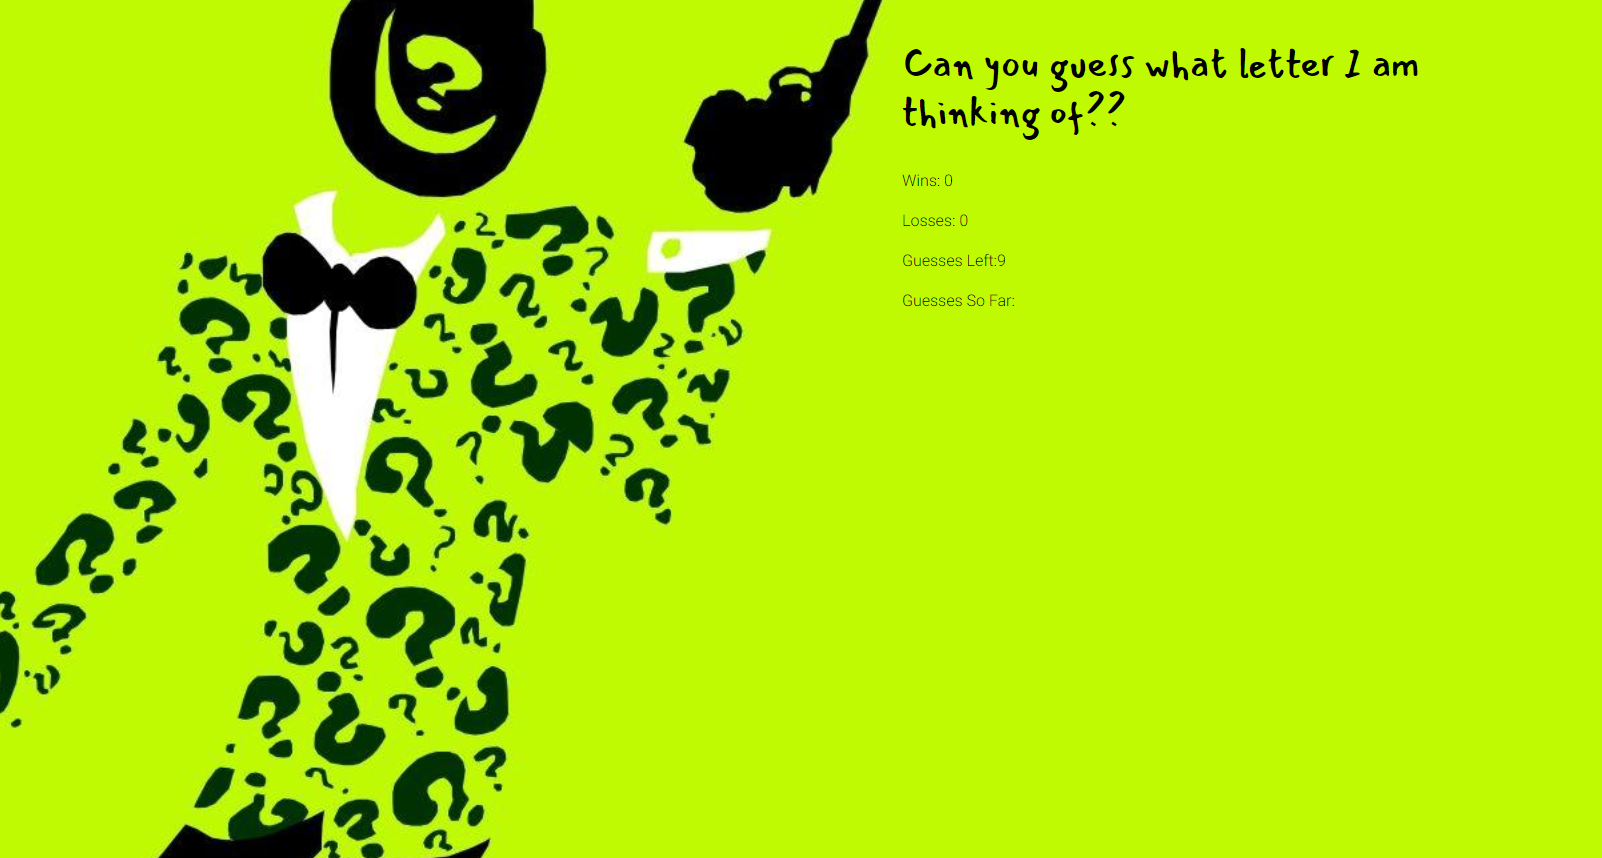 Can you guess what letter I am
thinking of??
Wins: 0
Losses: 0
Guesses Left:9
Guesses So Far: